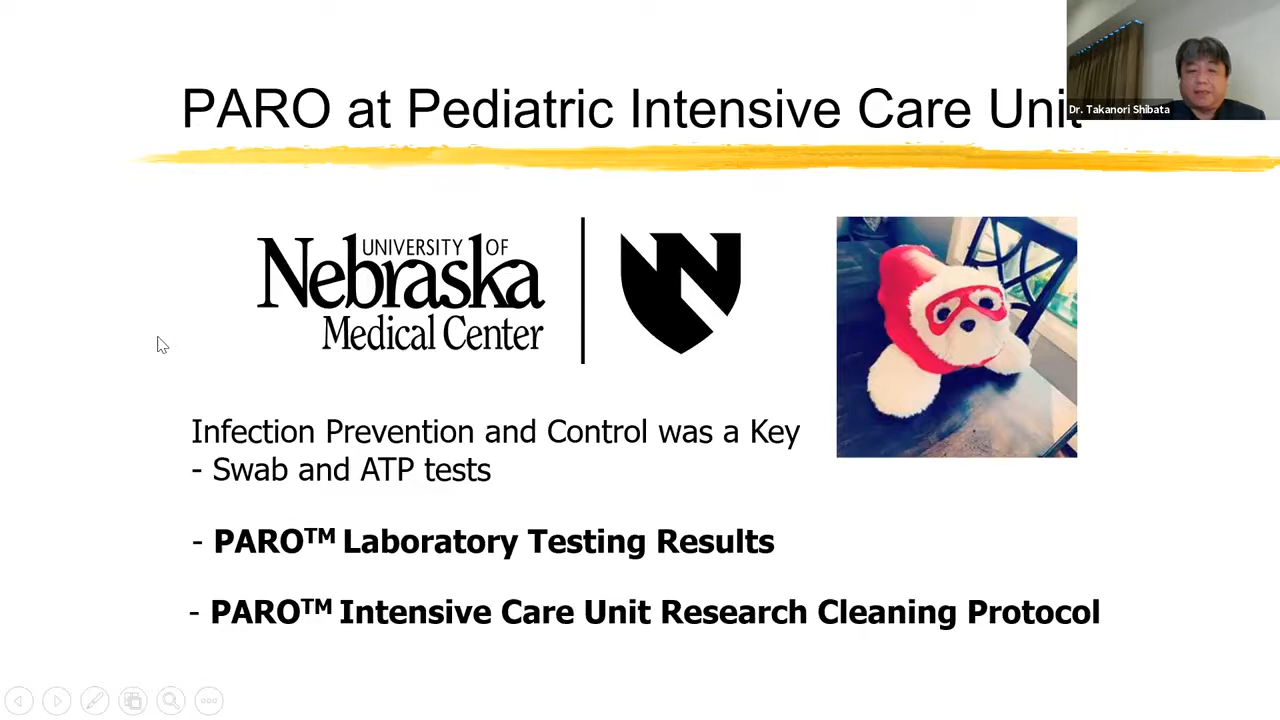 PARO at Pediatric Intensive Care Unit
Dr. Takanori Shibata
UNIVERSITY OF
Nebraska
Medical Center
Infection Prevention and Control was a Key
- Swab and ATP tests
- PARO™ Laboratory Testing Results
- PARO™ Intensive Care Unit Research Cleaning Protocol